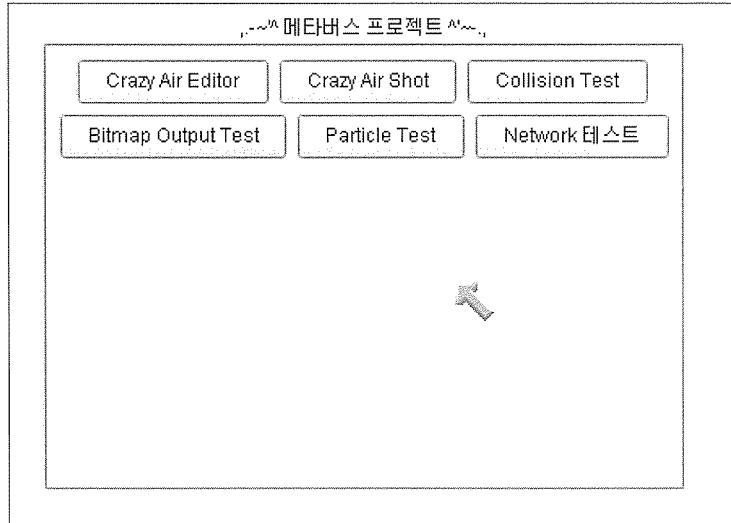 ,.-~'^ 메타버스 프로젝트 ^'~-.,
Crazy Air Editor Crazy Air Shot Collision Test
Bitmap Output Test Particle Test Network 테스트